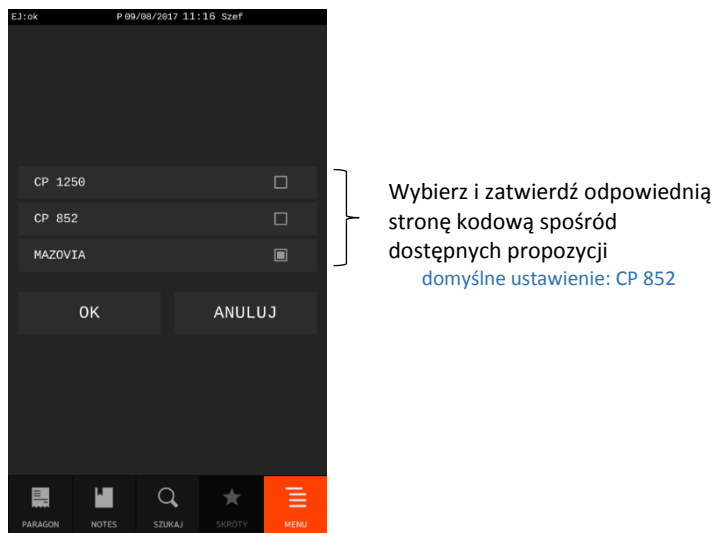 EJ:ok P 09/08/2017 11:16 Szef
CP 1250
CP 852
MAZOVIA
OK ANULUJ
Wybierz i zatwierdź odpowiednią
stronę kodową spośród
dostępnych propozycji
domyślne ustawienie: CP 852
PARAGON NOTES SZUKAJ SKRÓTY MENU